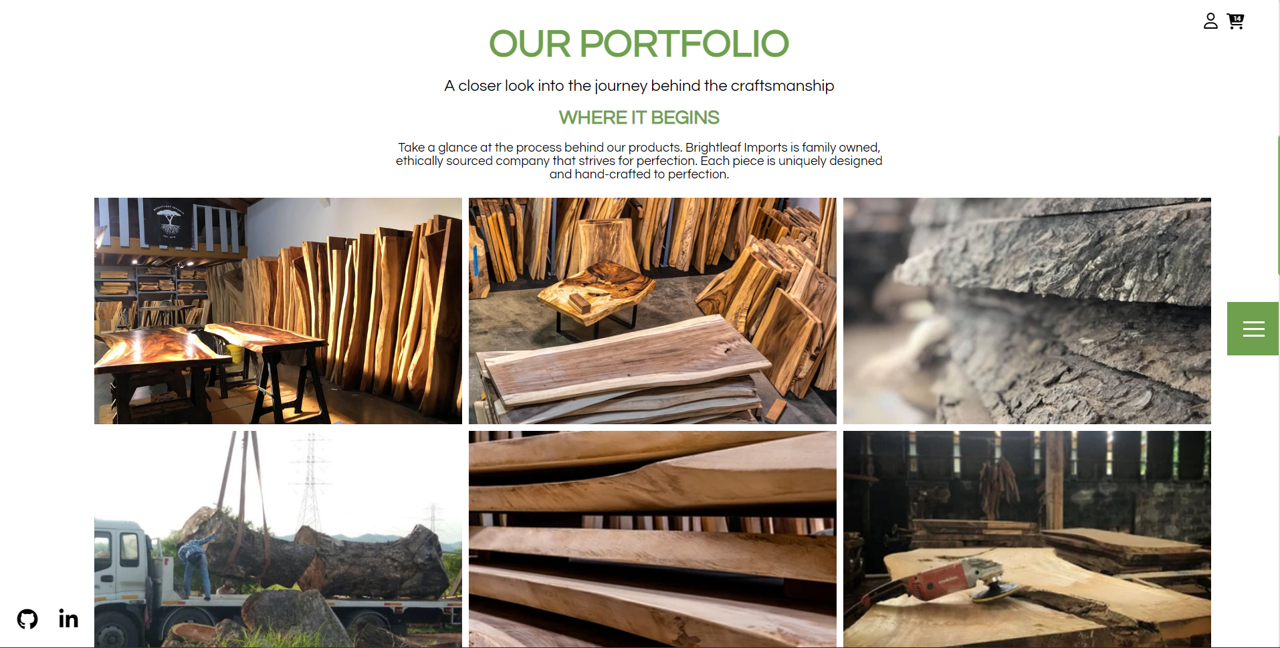 14
OUR PORTFOLIO
A closer look into the journey behind the craftsmanship
WHERE IT BEGINS
Take a glance at the process behind our products. Brightleaf Imports is family owned,
ethically sourced company that strives for perfection. Each piece is uniquely designed
and hand-crafted to perfection.
in